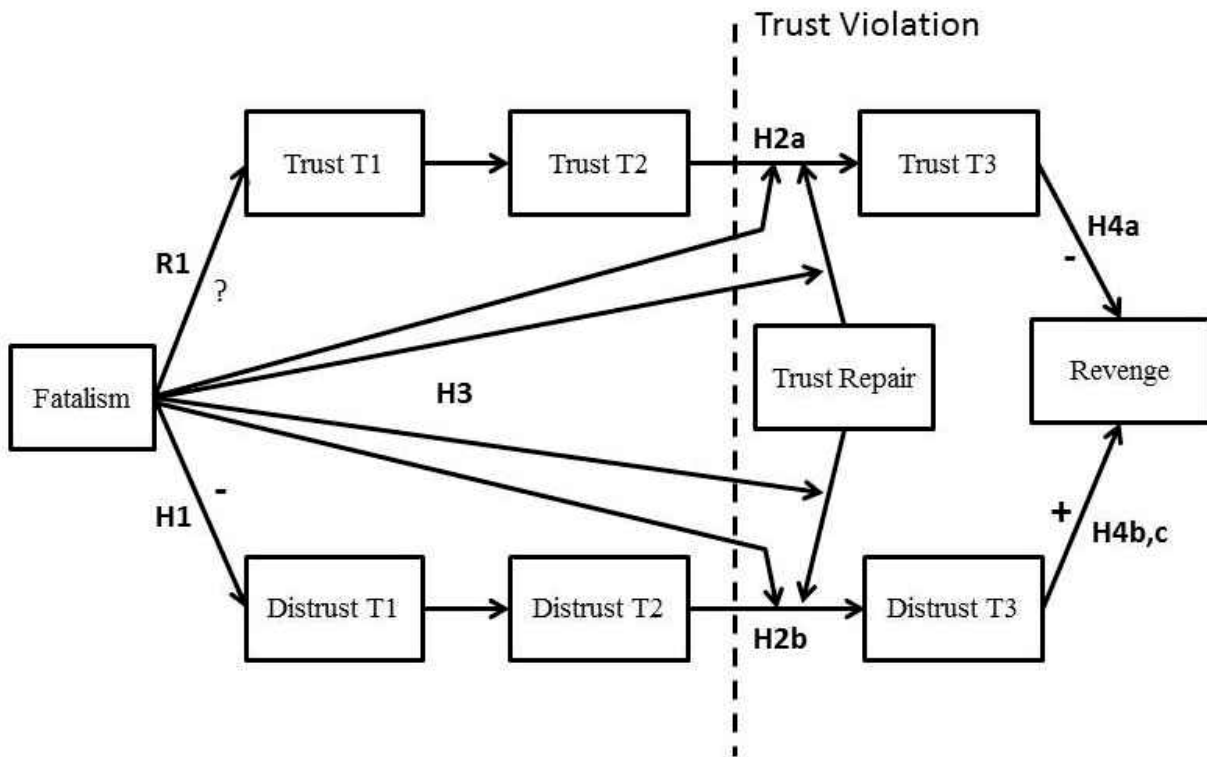 Trust Violation
H2a
Trust T1
Trust T2
Trust T3
H4a
-
R1
?
Fatalism
H3
Trust Repair
Revenge
-
H1
+
H4b,c
Distrust T1
Distrust T2
Distrust T3
H2b